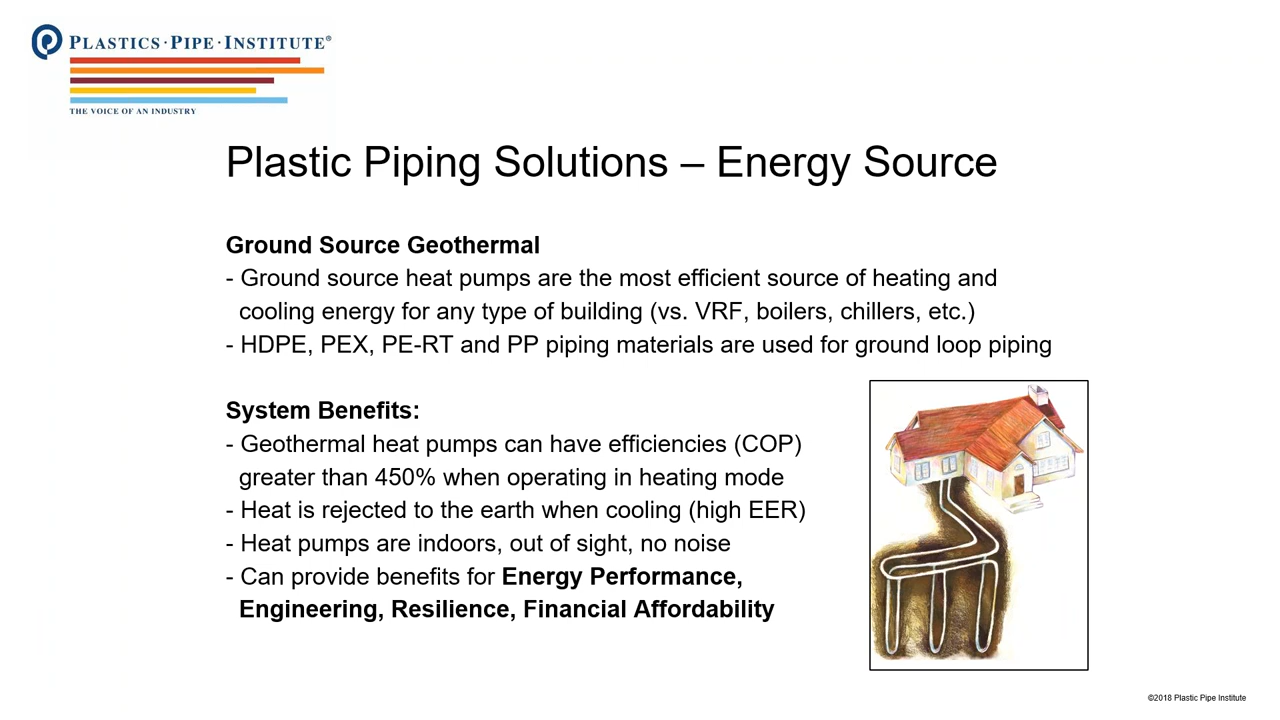 PLASTICS·PIPE·INSTITUTE®
THE VOICE OF AN INDUSTRY
Plastic Piping Solutions – Energy Source
Ground Source Geothermal
- Ground source heat pumps are the most efficient source of heating and
cooling energy for any type of building (vs. VRF, boilers, chillers, etc.)
- HDPE, PEX, PE-RT and PP piping materials are used for ground loop piping
System Benefits:
- Geothermal heat pumps can have efficiencies (COP)
greater than 450% when operating in heating mode
- Heat is rejected to the earth when cooling (high EER)
- Heat pumps are indoors, out of sight, no noise
- Can provide benefits for Energy Performance,
Engineering, Resilience, Financial Affordability
©2018 Plastic Pipe Institute